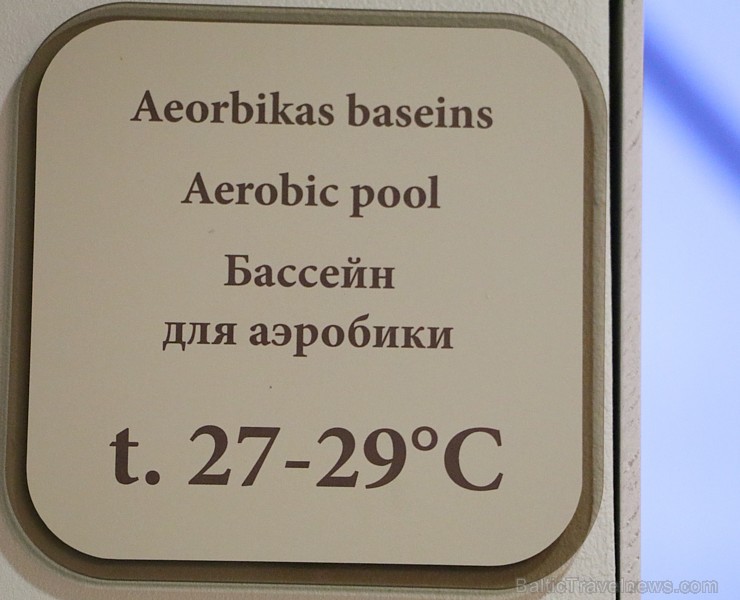 Aeorbikas baseins
Aerobic pool
Бассейн
для аэробики
t. 27-29°C
BalticTravelnews.com